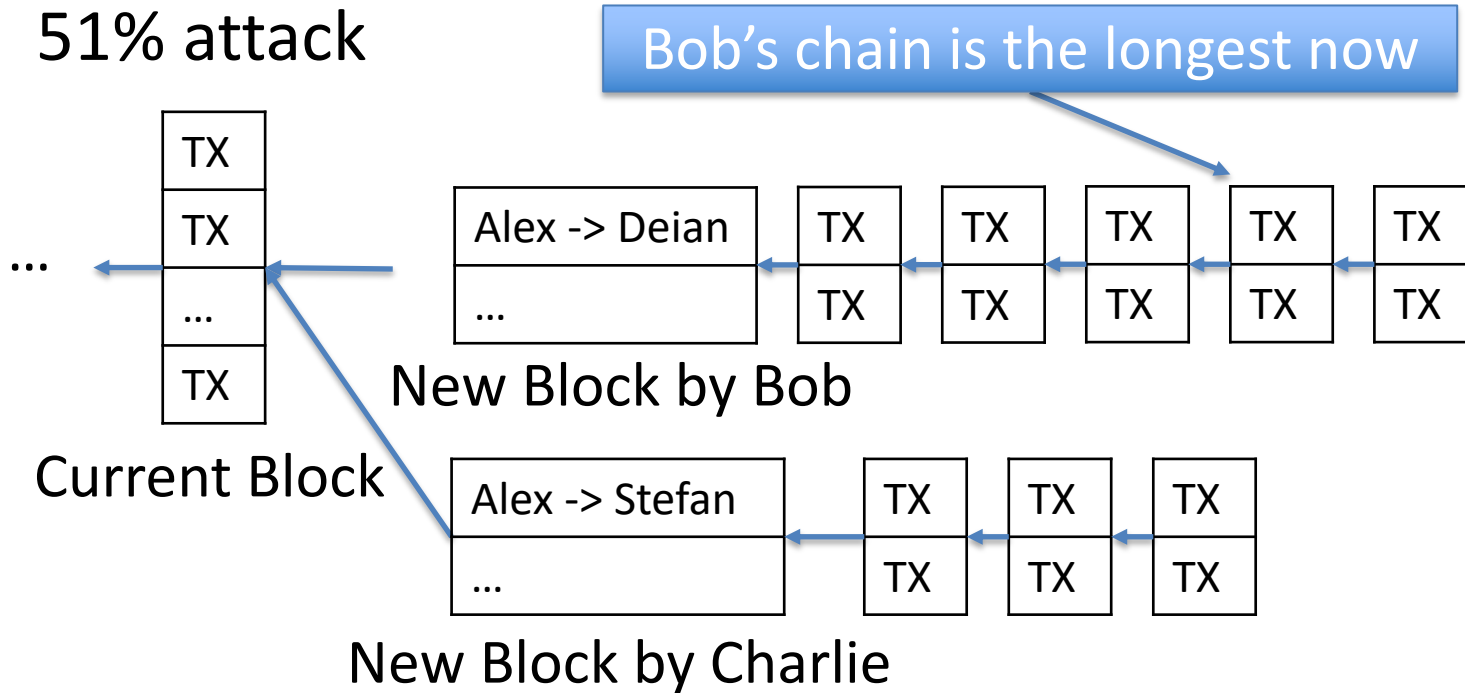 51% attack
Bob’s chain is the longest now
TX
TX
...
TX
...
Current Block
Alex -> Deian
...
New Block by Bob
TX
TX
TX
TX
TX
TX
TX
TX
TX
TX
Alex -> Stefan
...
New Block by Charlie
TX
TX
TX
TX
TX
TX